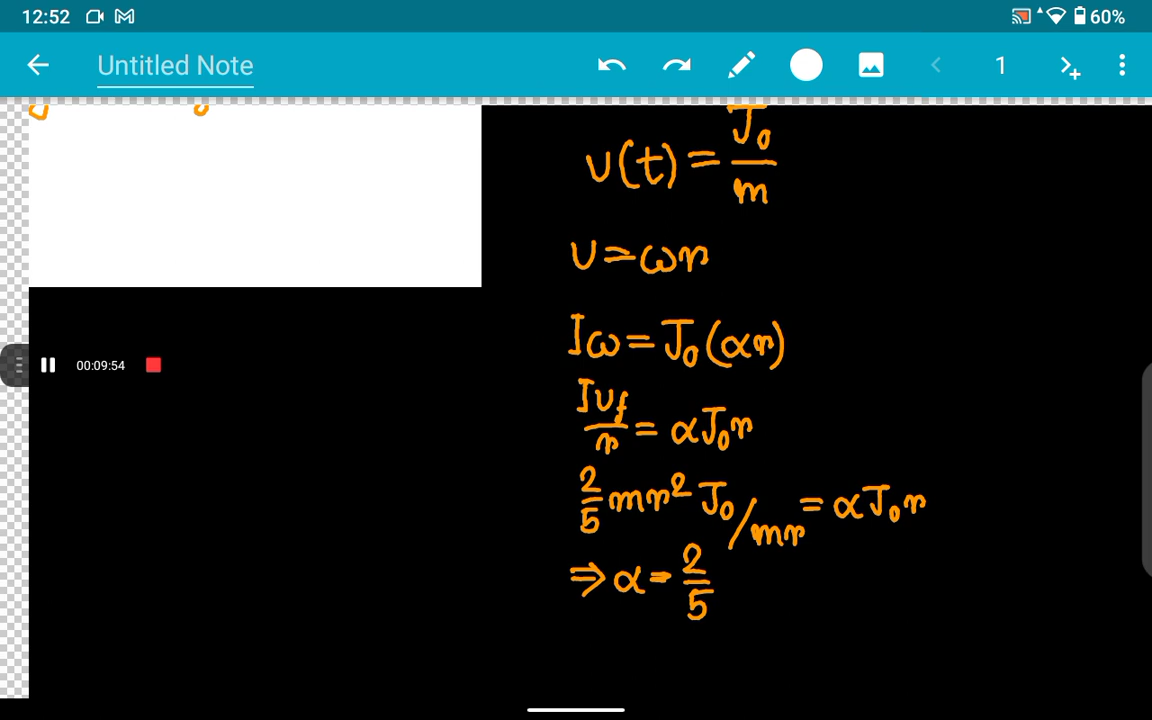 12:52 60%
Untitled Note 1
υ(t) = J₀/m
υ = ωr
Iω = J₀(αr)
00:09:54
Iυf/r = αJ₀r
2/5 mr² J₀/mr = αJ₀r
⇒ α = 2/5